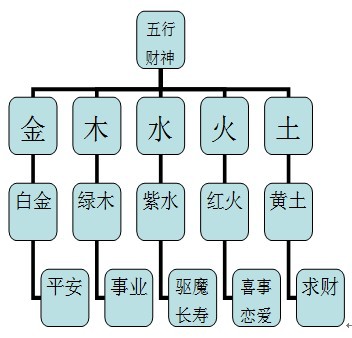 五行
财神
金 木 水 火 土
白金 绿木 紫水 红火 黄土
平安 事业 驱魔 喜事 求财
长寿 恋爱